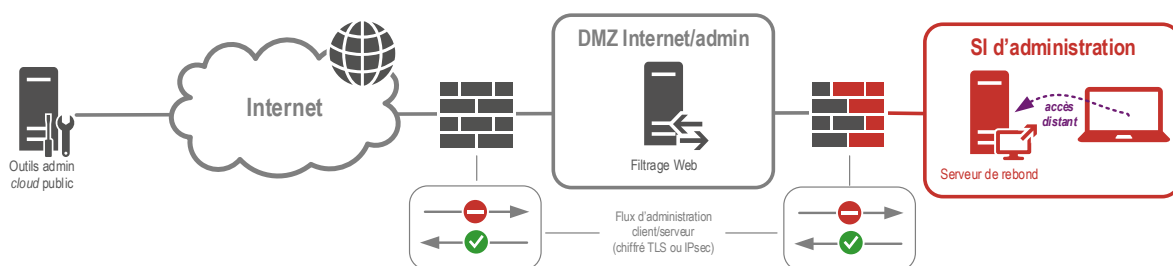 Outils admin
cloud public
Internet
DMZ Internet/admin
Filtrage Web
SI d'administration
accès
distant
Serveur de rebond
Flux d'administration
client/serveur
(chiffré TLS ou IPsec)